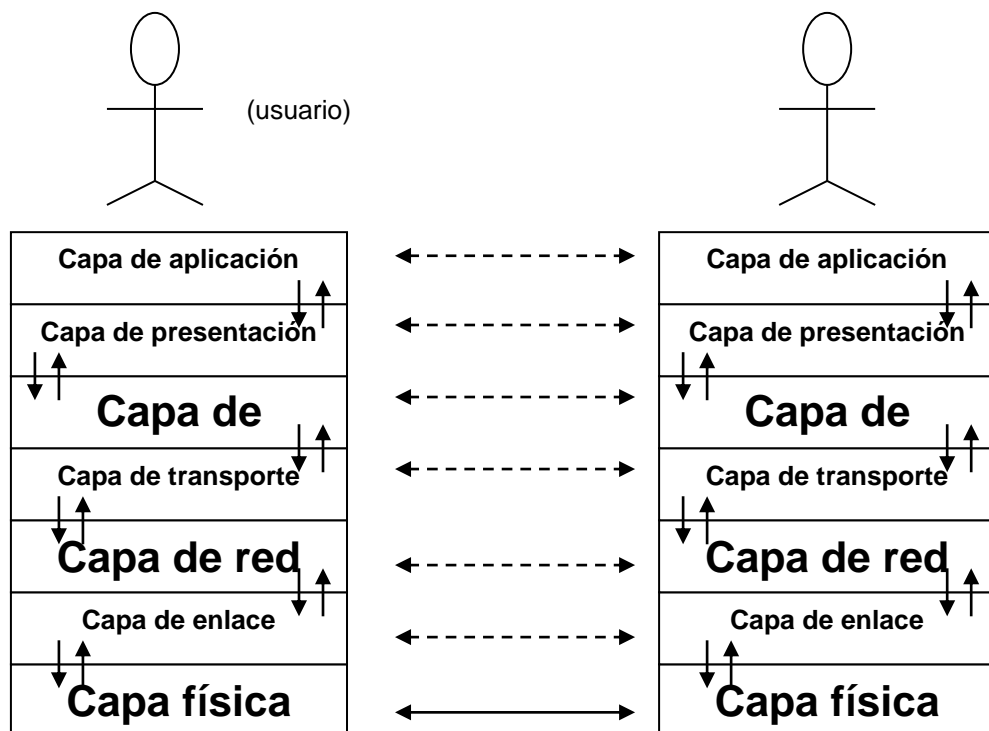 (usuario)
Capa de aplicación
Capa de aplicación
Capa de presentación
Capa de presentación
Capa de
Capa de
Capa de transporte
Capa de transporte
Capa de red
Capa de red
Capa de enlace
Capa de enlace
Capa física
Capa física